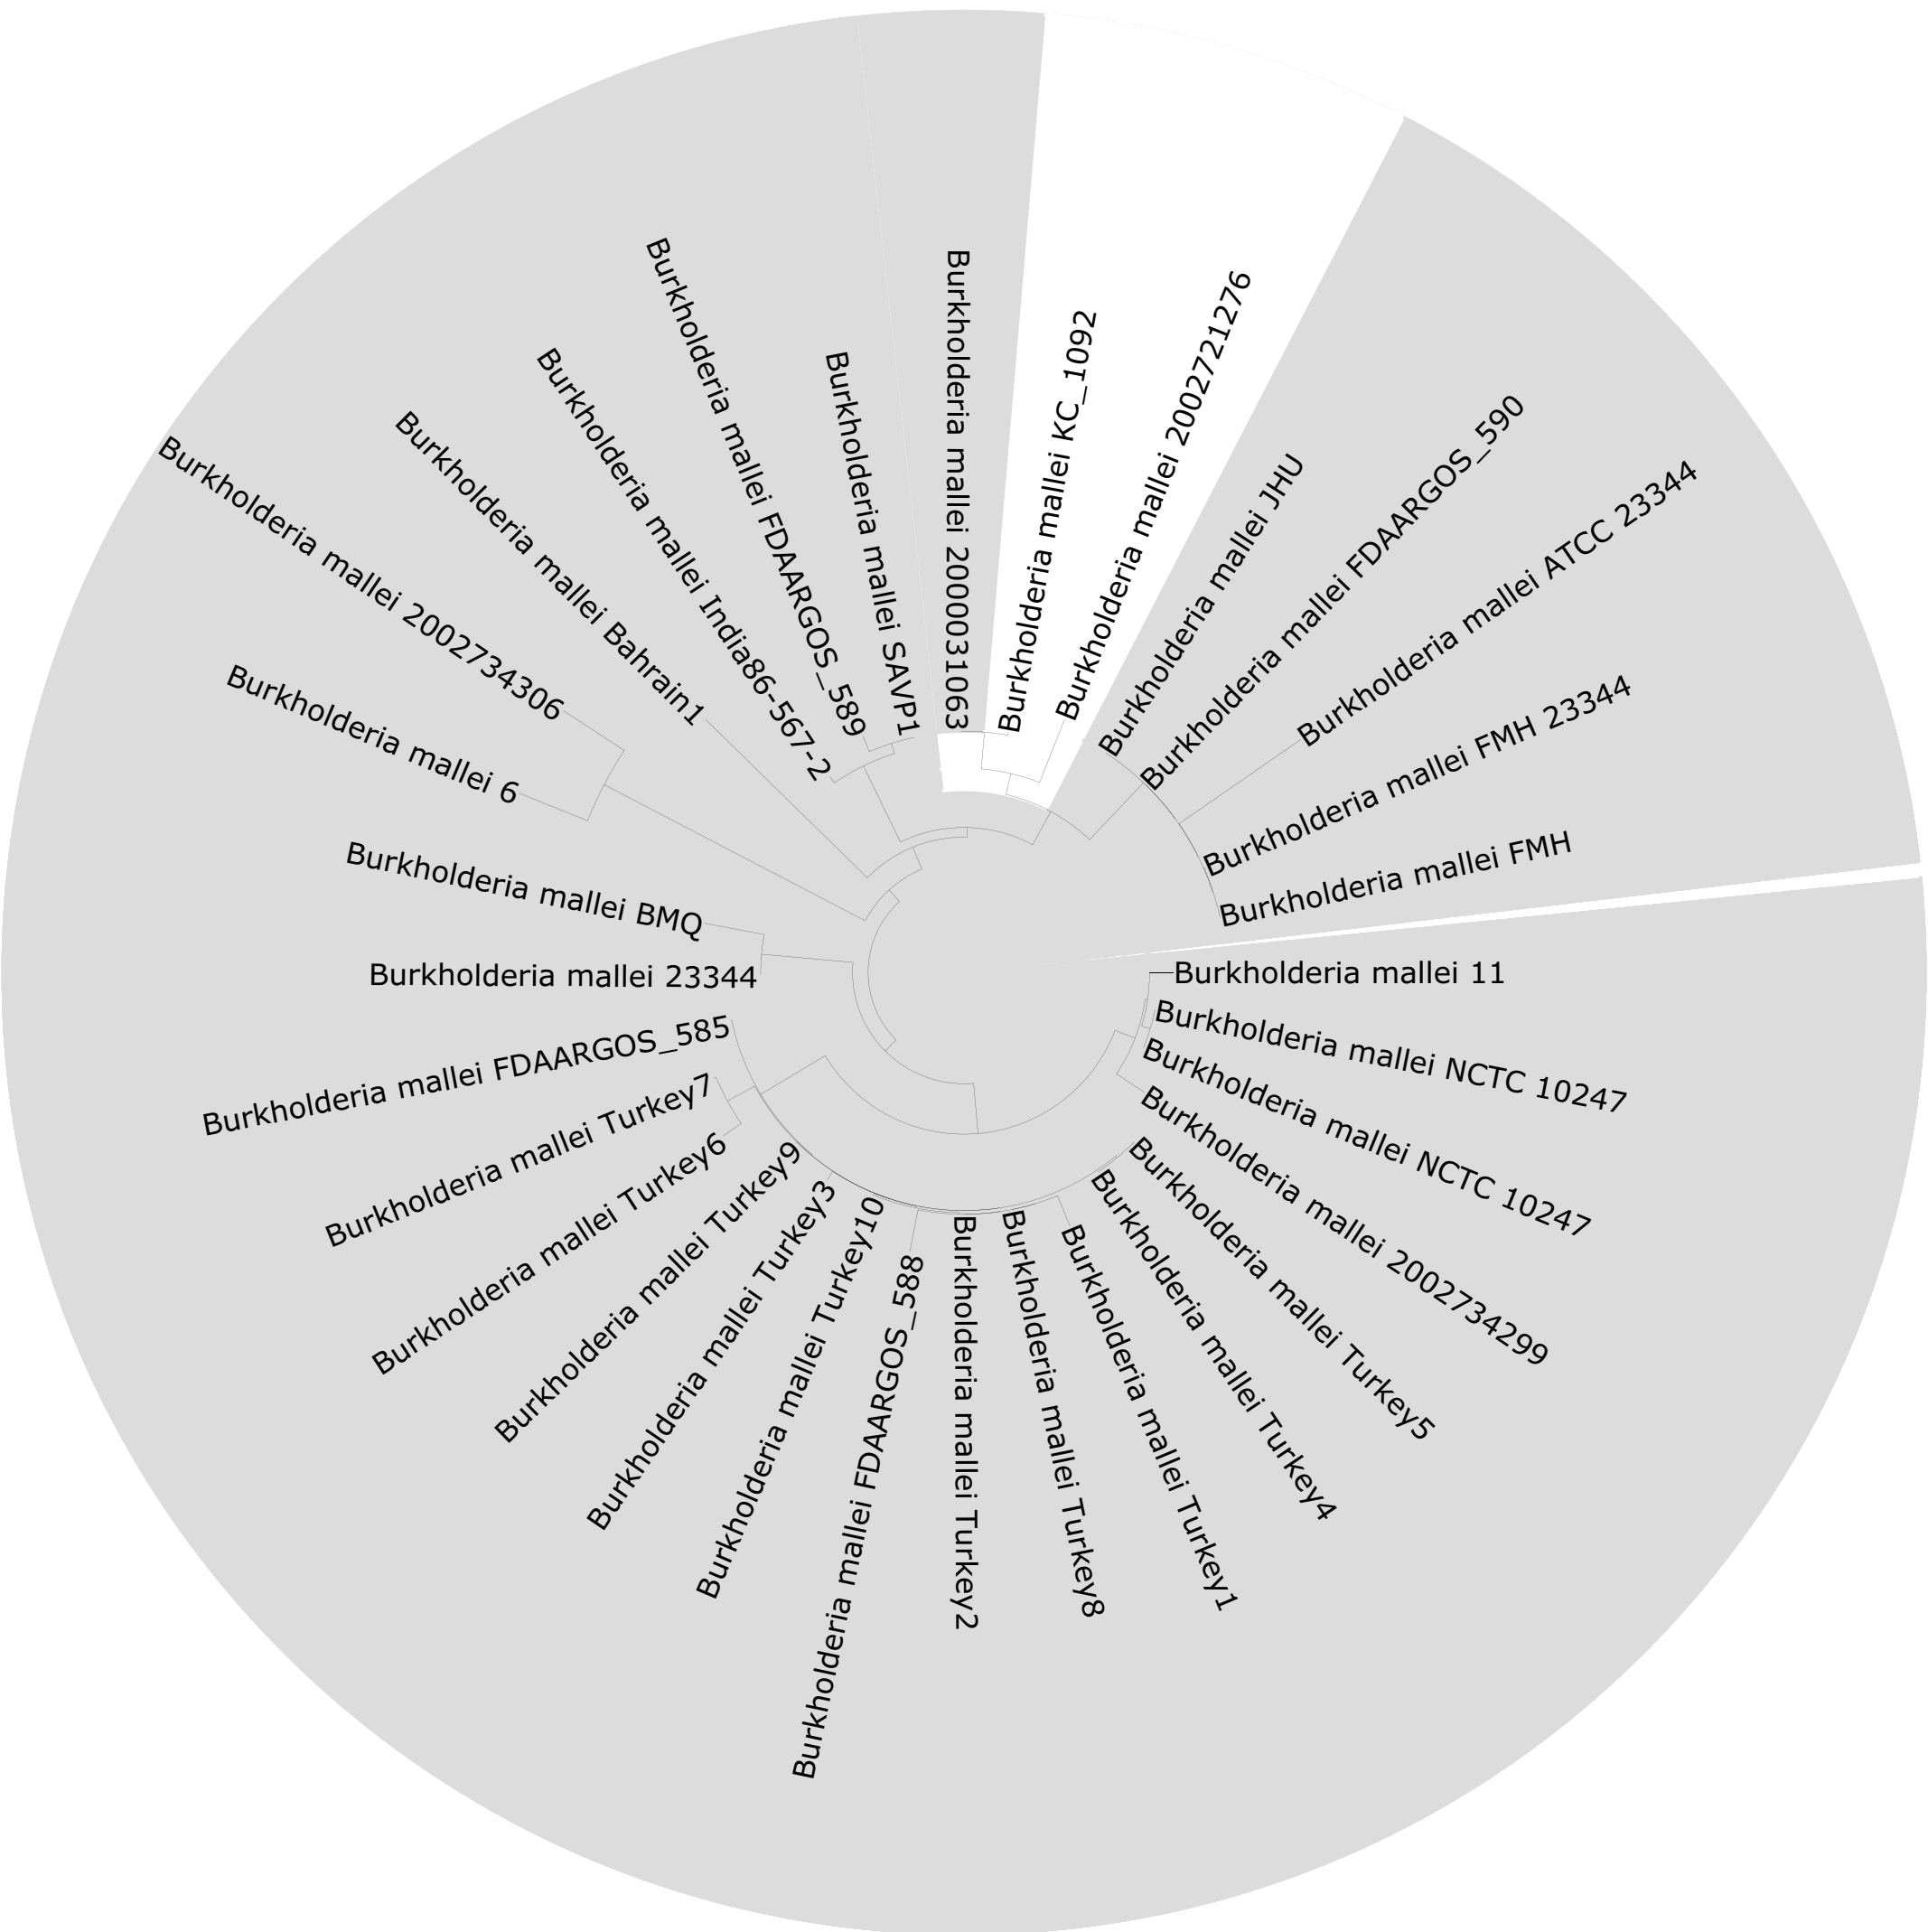 Burkholderia mallei 2000031063
Burkholderia mallei KC_1092
Burkholderia mallei 2002721276
Burkholderia mallei JHU
Burkholderia mallei FDAARGOS_590
Burkholderia mallei ATCC 23344
Burkholderia mallei FMH 23344
Burkholderia mallei FMH
Burkholderia mallei 11
Burkholderia mallei NCTC 10247
Burkholderia mallei NCTC 10247
Burkholderia mallei 2002734299
Burkholderia mallei Turkey5
Burkholderia mallei Turkey4
Burkholderia mallei Turkey1
Burkholderia mallei Turkey8
Burkholderia mallei Turkey2
Burkholderia mallei FDAARGOS_588
Burkholderia mallei Turkey10
Burkholderia mallei Turkey3
Burkholderia mallei Turkey9
Burkholderia mallei Turkey6
Burkholderia mallei Turkey7
Burkholderia mallei FDAARGOS_585
Burkholderia mallei 23344
Burkholderia mallei BMQ
Burkholderia mallei 6
Burkholderia mallei 2002734306
Burkholderia mallei Bahrain1
Burkholderia mallei India86-567-2
Burkholderia mallei FDAARGOS_589
Burkholderia mallei SAVP1